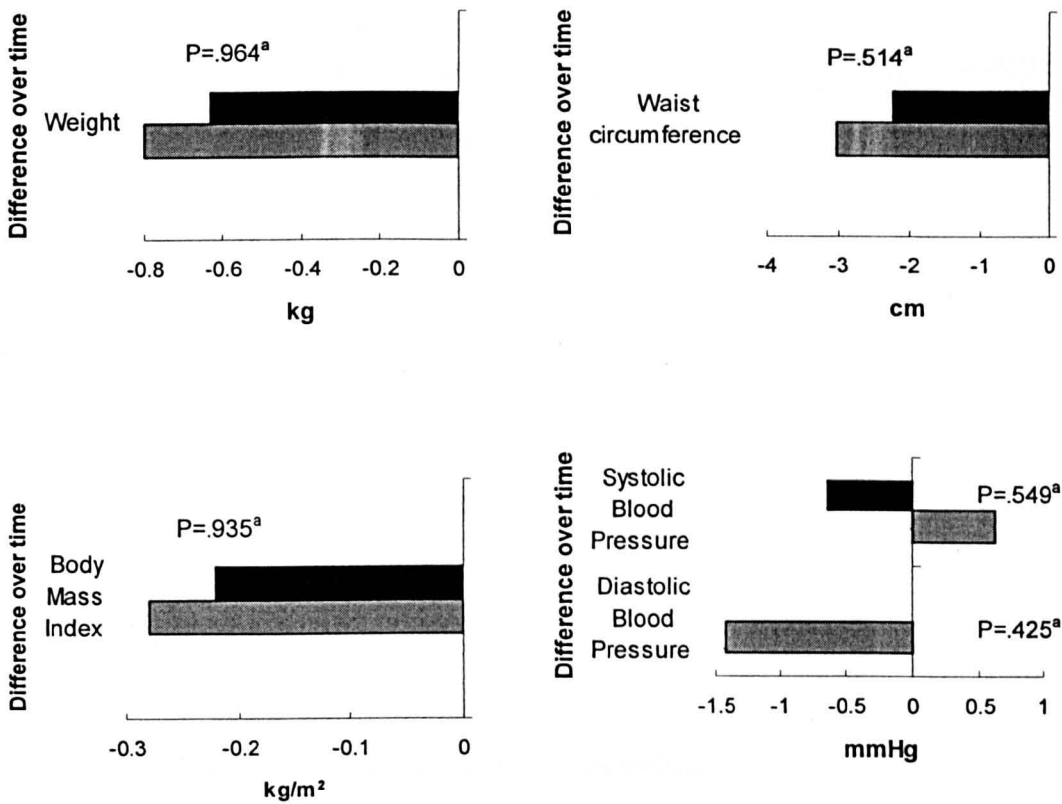 Difference over time
P=.964ª
Weight
-0.8 -0.6 -0.4 -0.2 0
kg
Difference over time
P=.514ª
Waist
circumference
-4 -3 -2 -1 0
cm
Difference over time
P=.935ª
Body
Mass
Index
-0.3 -0.2 -0.1 0
kg/m²
Difference over time
Systolic
Blood
Pressure
P=.549ª
Diastolic
Blood
Pressure
P=.425ª
-1.5 -1 -0.5 0 0.5 1
mmHg